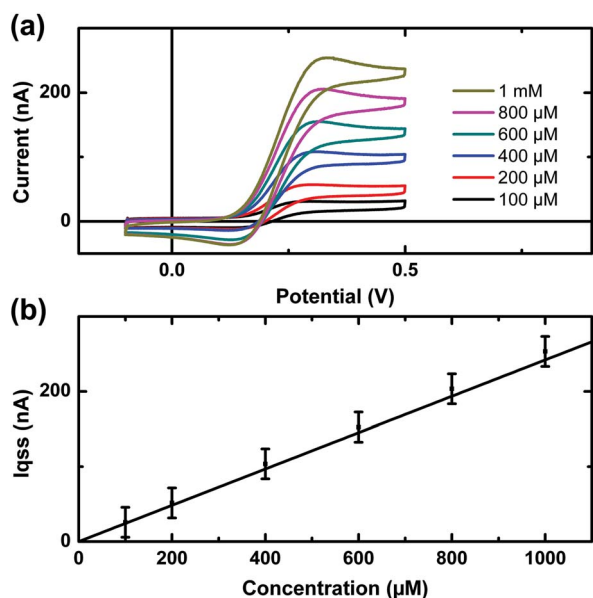 (a)
200
0
Current (nA)
1 mM
800 µM
600 µM
400 µM
200 µM
100 µM
0.0
0.5
Potential (V)
(b)
200
0
Iqss (nA)
0
200
400
600
800
1000
Concentration (µM)